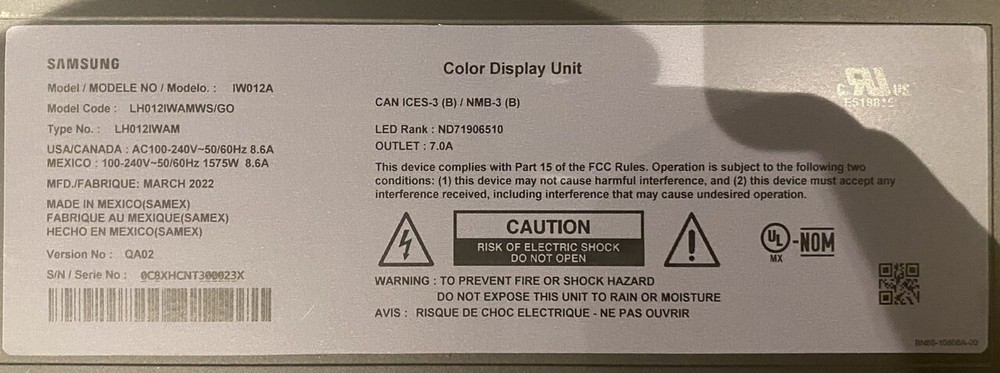 SAMSUNG
Model / MODELE NO / Modelo. : IW012A
Model Code : LH012IWAMWS/GO
Type No. : LH012IWAM
USA/CANADA : AC100-240V~50/60Hz 8.6A
MEXICO : 100-240V~50/60Hz 1575W 8.6A
MFD./FABRIQUE: MARCH 2022
MADE IN MEXICO(SAMEX)
FABRIQUE AU MEXIQUE(SAMEX)
HECHO EN MEXICO(SAMEX)
Version No : QA02
S/N / Serie No : 0C8XHCNT300023X
Color Display Unit
CAN ICES-3 (B) / NMB-3 (B)
LED Rank : ND71906510
OUTLET : 7.0A
This device complies with Part 15 of the FCC Rules. Operation is subject to the following two
conditions: (1) this device may not cause harmful interference, and (2) this device must accept any
interference received, including interference that may cause undesired operation.
CAUTION
RISK OF ELECTRIC SHOCK
DO NOT OPEN
WARNING : TO PREVENT FIRE OR SHOCK HAZARD
DO NOT EXPOSE THIS UNIT TO RAIN OR MOISTURE
AVIS : RISQUE DE CHOC ELECTRIQUE - NE PAS OUVRIR
C RU US
UL-NOM
MX